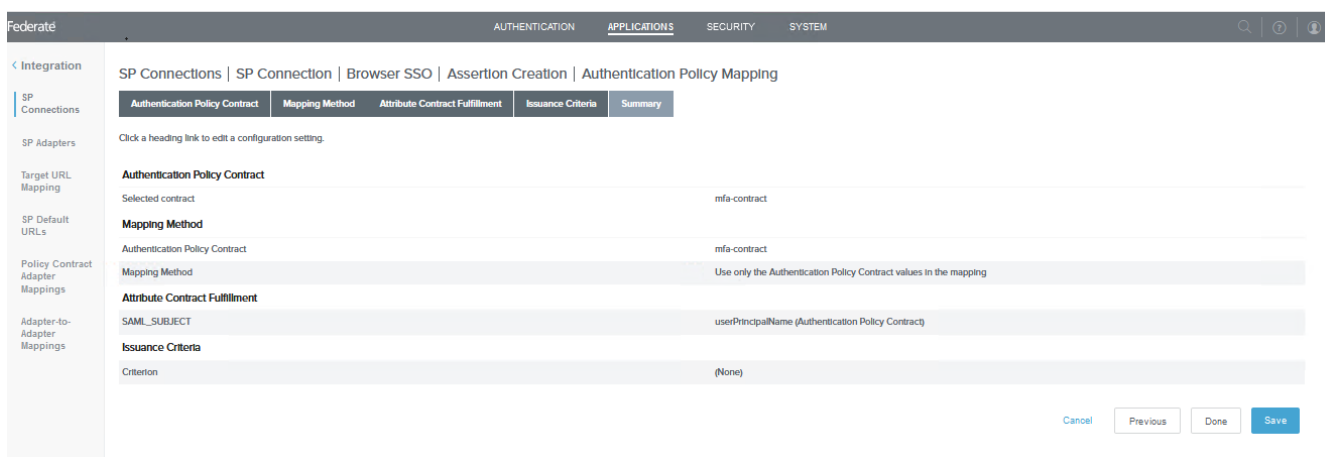 Federate
AUTHENTICATION APPLICATIONS SECURITY SYSTEM
Integration
SP
Connections
SP Adapters
Target URL
Mapping
SP Default
URLs
Policy Contract
Adapter
Mappings
Adapter-to-
Adapter
Mappings
SP Connections | SP Connection | Browser SSO | Assertion Creation | Authentication Policy Mapping
Authentication Policy Contract Mapping Method Attribute Contract Fulfillment Issuance Criteria Summary
Click a heading link to edit a configuration setting.
Authentication Policy Contract
Selected contract mfa-contract
Mapping Method
Authentication Policy Contract mfa-contract
Mapping Method Use only the Authentication Policy Contract values in the mapping
Attribute Contract Fulfillment
SAML_SUBJECT userPrincipalName (Authentication Policy Contract)
Issuance Criteria
Criterion (None)
Cancel Previous Done Save